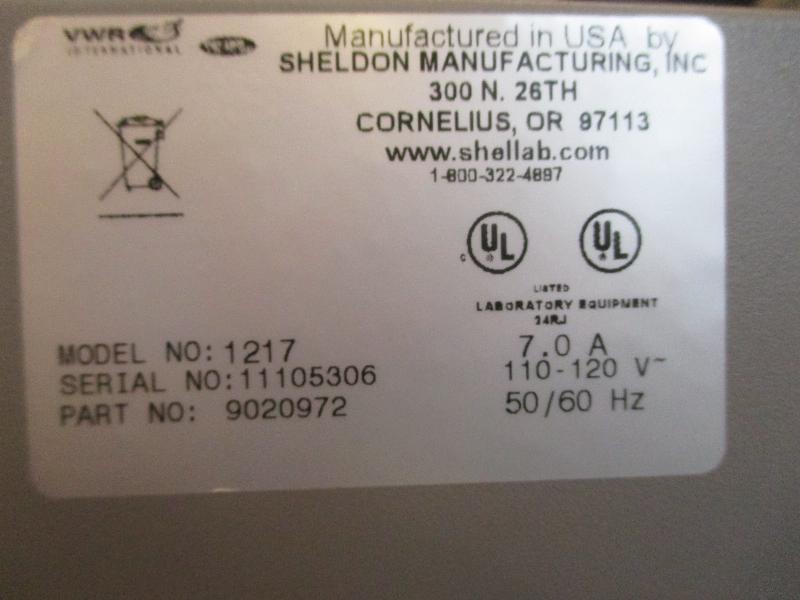 VWR
INTERNATIONAL
Manufactured in USA by
SHELDON MANUFACTURING, INC
300 N. 26TH
CORNELIUS, OR 97113
www.shellab.com
1-800-322-4897
c UL ® UL ®
LISTED
LABORATORY EQUIPMENT
34RJ
MODEL NO: 1217
SERIAL NO: 11105306
PART NO: 9020972
7.0 A
110-120 V~
50/60 Hz